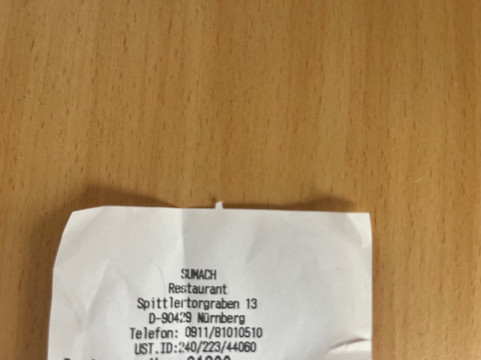 SUMACH
Restaurant
Spittlertorgraben 13
D-90429 Nürnberg
Telefon: 0911/81010510
UST.ID:240/223/44060